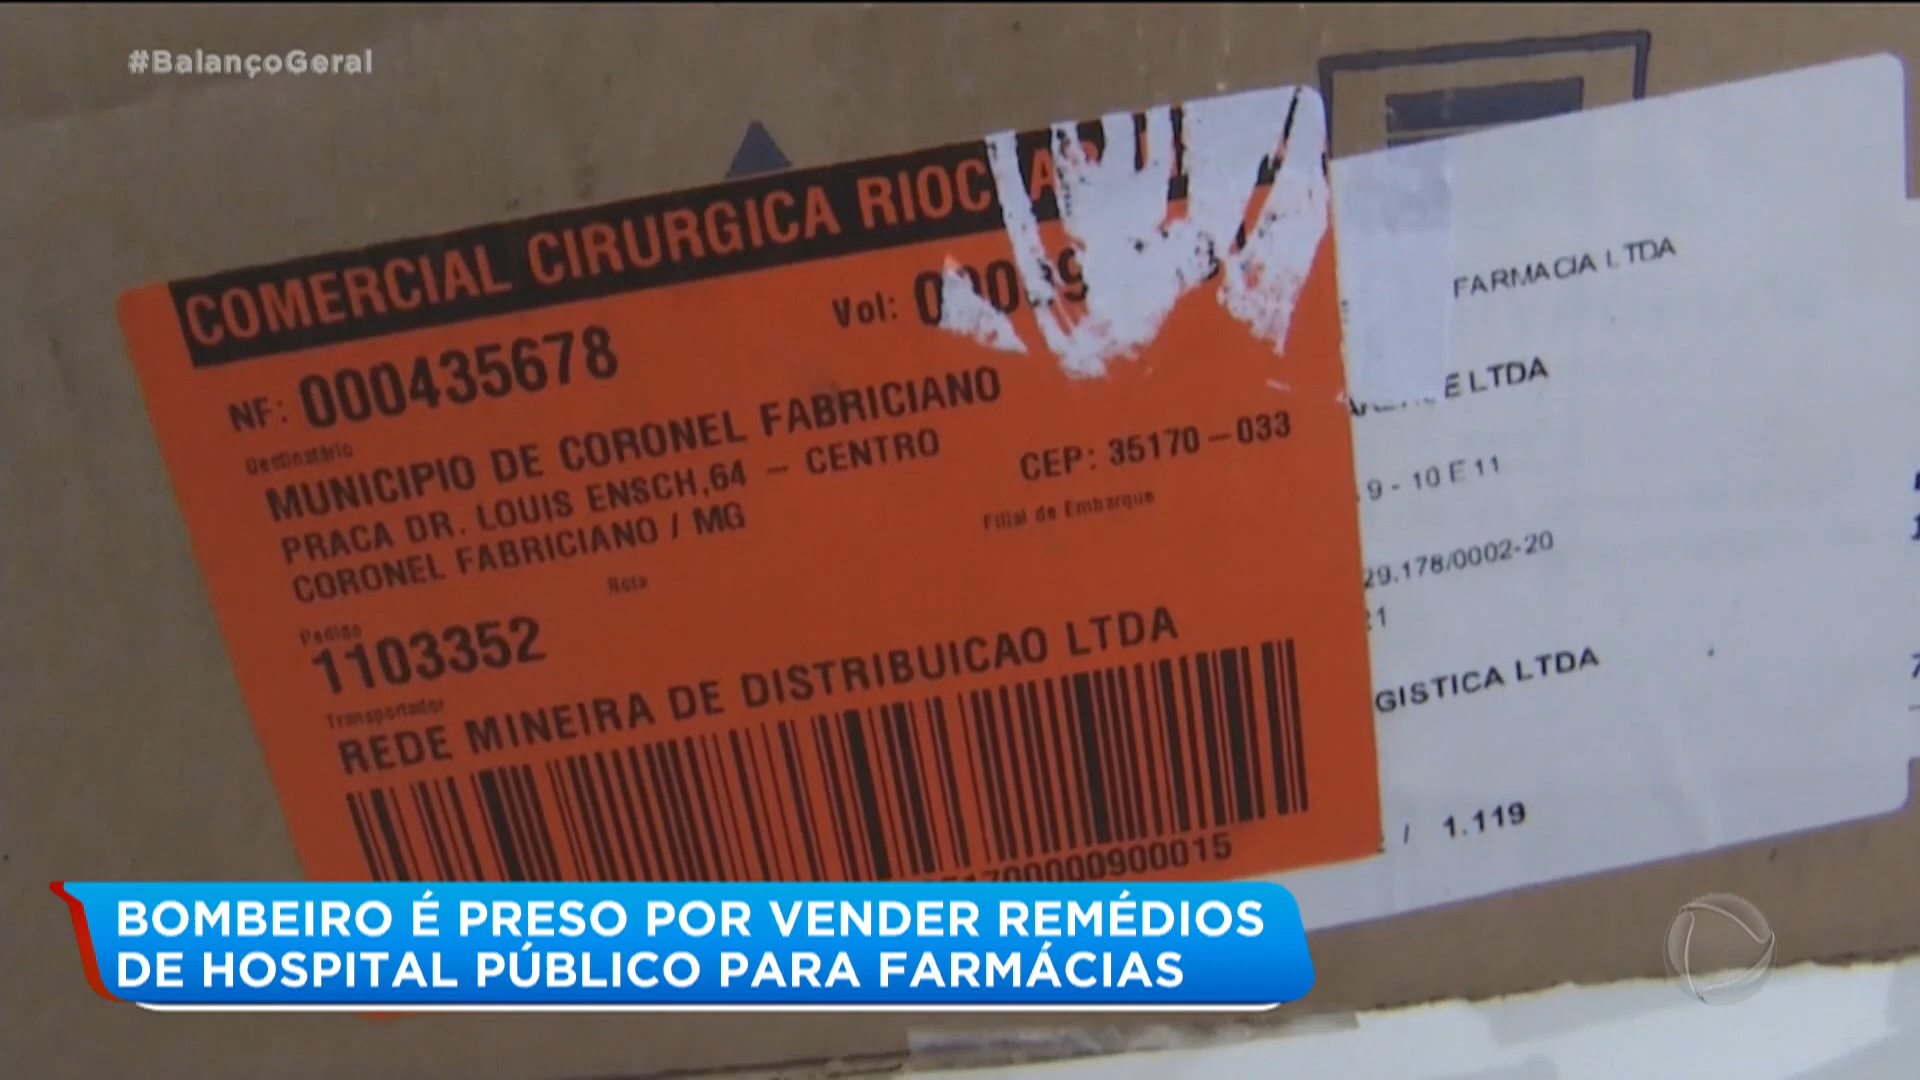 #BalançoGeral
COMERCIAL CIRURGICA
NF: 000435678
Vol:
Destinatário
MUNICIPIO DE CORONEL FABRICIANO
PRACA DR. LOUIS ENSCH,64 - CENTRO
CEP: 35170-033
CORONEL FABRICIANO / MG
Filial de Embarque
Rota
Pedido
1103352
Transportador
REDE MINEIRA DE DISTRIBUICAO LTDA
FARMACIA LTDA
E LTDA
9 - 10 E 11
29.178/0002-20
GISTICA LTDA
/ 1.119
BOMBEIRO É PRESO POR VENDER REMÉDIOS
DE HOSPITAL PÚBLICO PARA FARMÁCIAS